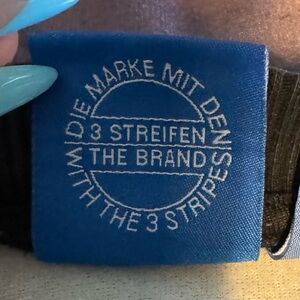 DIE MARKE MIT DEN
3 STREIFEN
THE BRAND
WITH THE 3 STRIPES